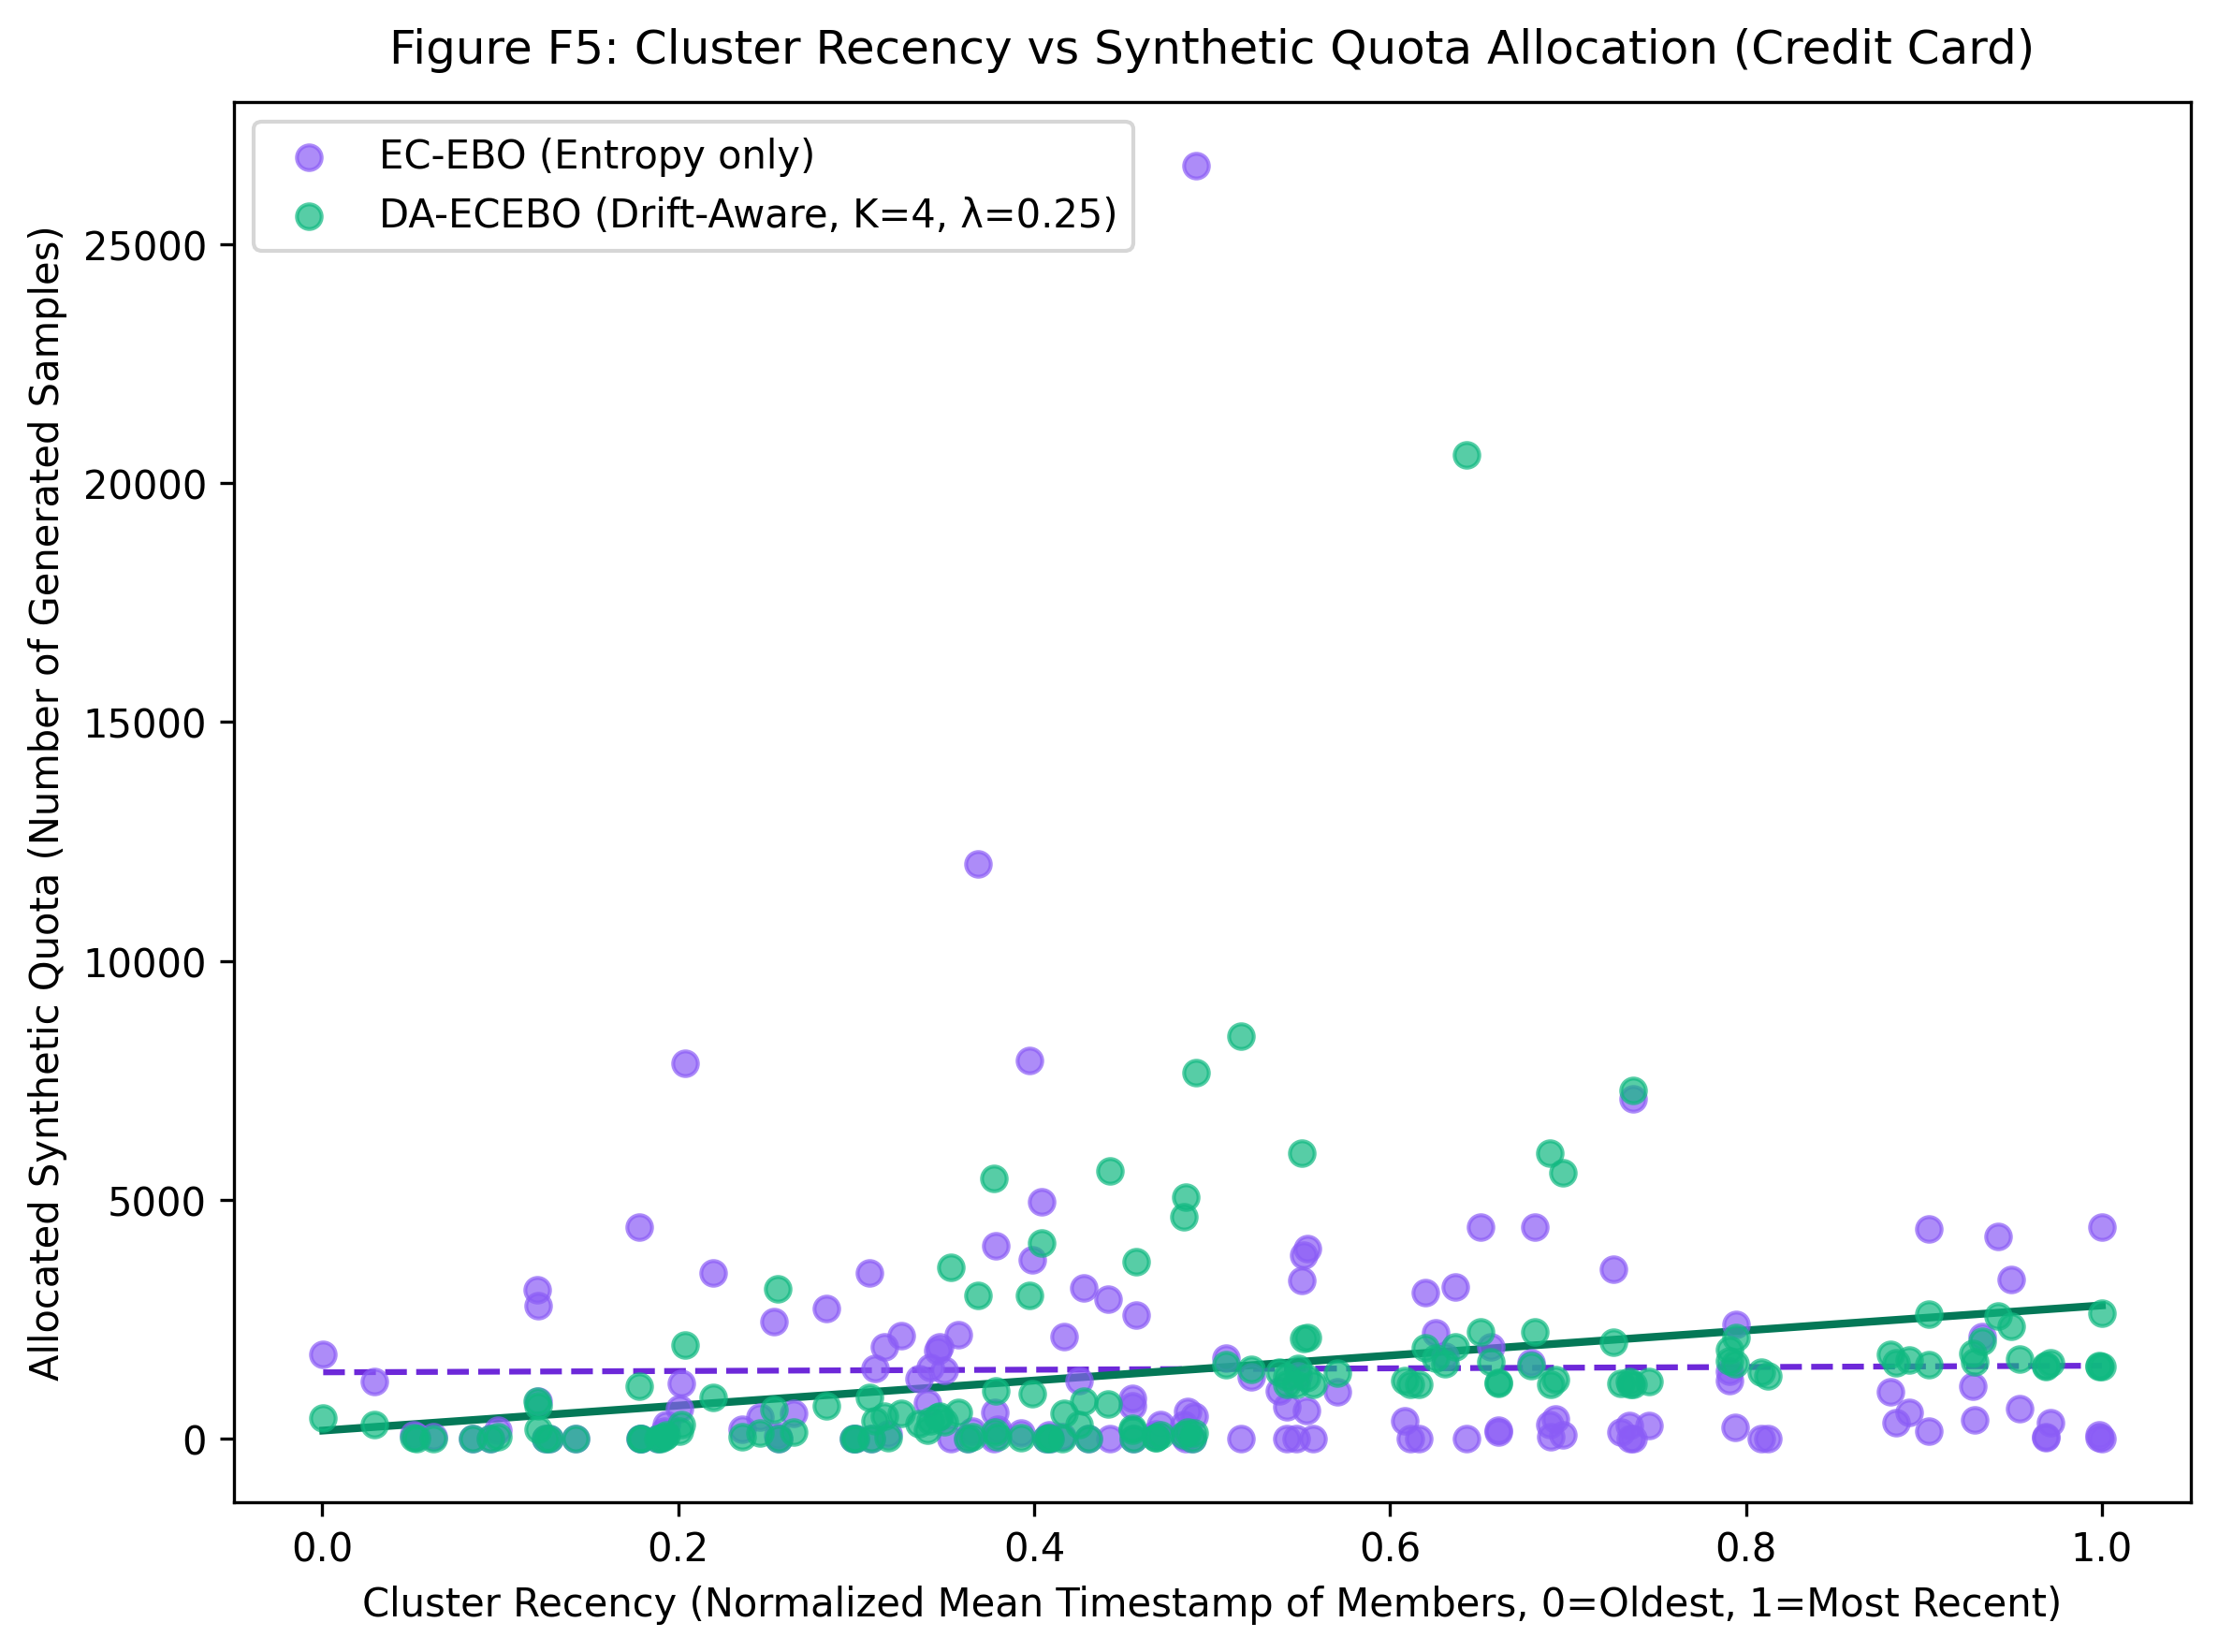 Figure F5: Cluster Recency vs Synthetic Quota Allocation (Credit Card)
EC-EBO (Entropy only)
DA-ECEBO (Drift-Aware, K=4, λ=0.25)
Allocated Synthetic Quota (Number of Generated Samples)
25000
20000
15000
10000
5000
0
0.0 0.2 0.4 0.6 0.8 1.0
Cluster Recency (Normalized Mean Timestamp of Members, 0=Oldest, 1=Most Recent)